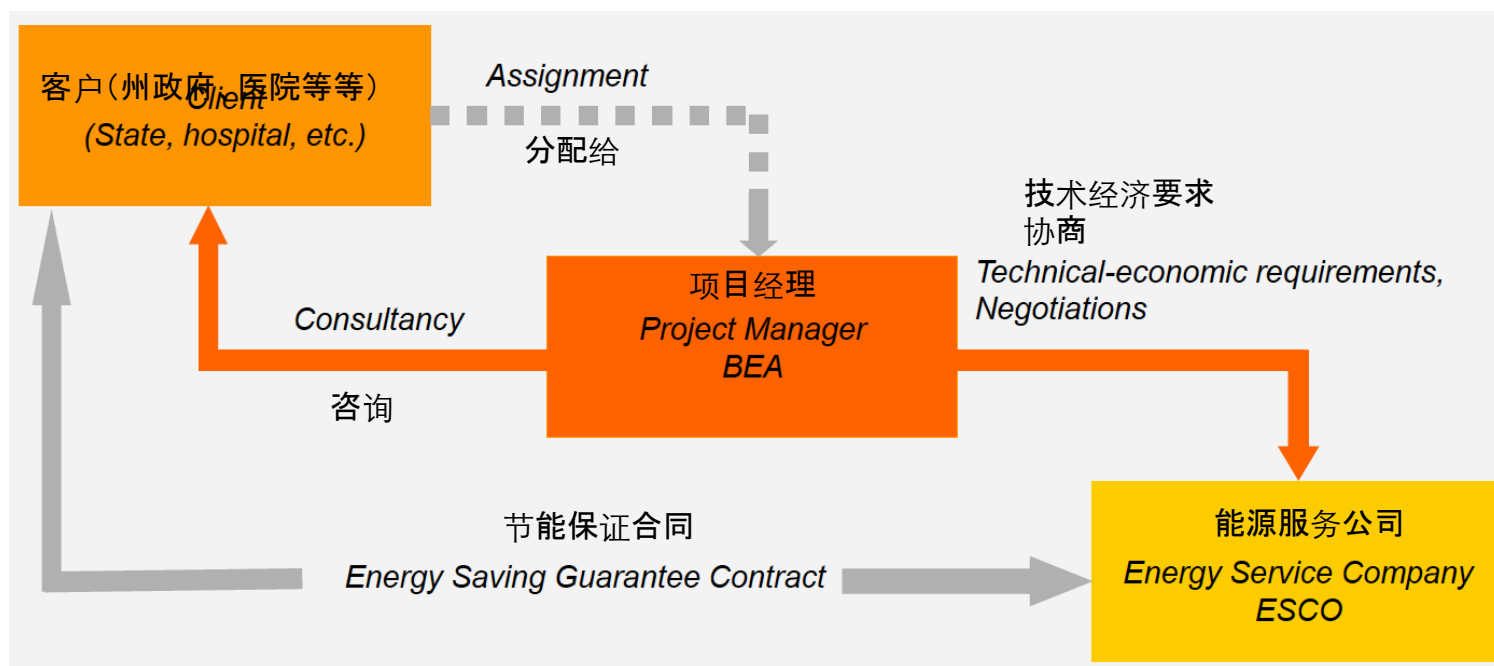 客户(州政府、医院等等)
Client
(State, hospital, etc.)
Assignment
分配给
技术经济要求
协商
Technical-economic requirements,
Negotiations
项目经理
Project Manager
BEA
Consultancy
咨询
节能保证合同
Energy Saving Guarantee Contract
能源服务公司
Energy Service Company
ESCO